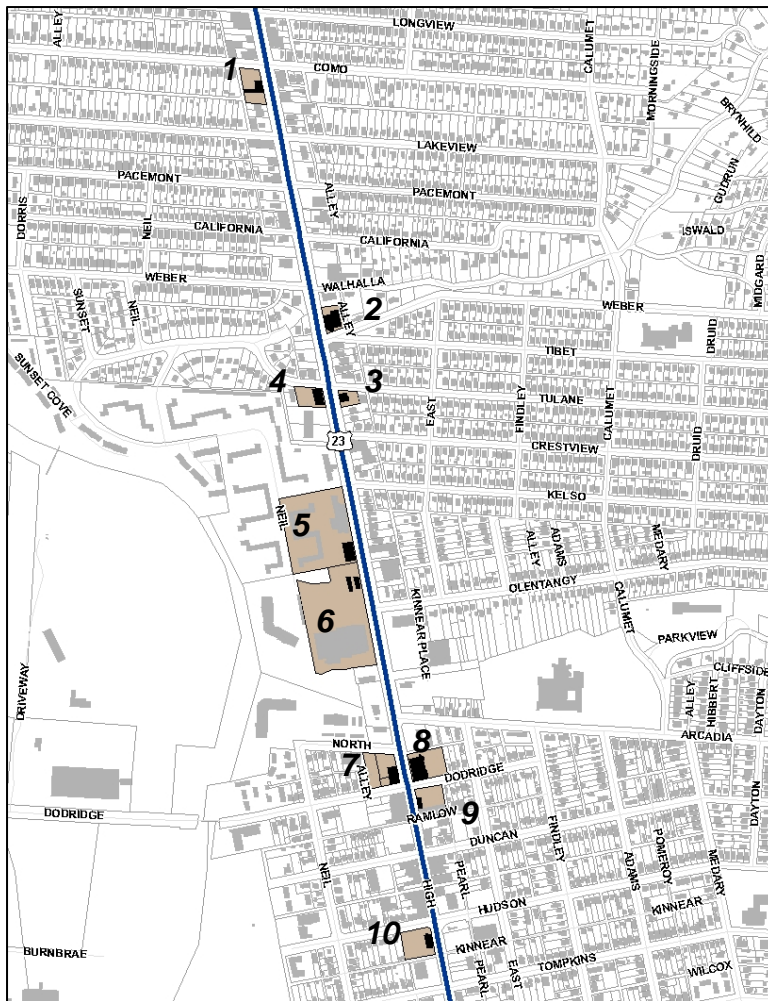 LONGVIEW
ALLEY
CALUMET
1
COMO
MORNINGSIDE
BRYNHILD
LAKEVIEW
GUDRUN
PACEMONT
PACEMONT
ALLEY
DORRIS
NEIL
CALIFORNIA
CALIFORNIA
ISWALD
WEBER
WALHALLA
MIDGARD
SUNSET
NEIL
ALLEY
2
WEBER
DRUID
TIBET
SUNSET COVE
4
3
TULANE
EAST
FINDLEY
CALUMET
DRUID
23
CRESTVIEW
KELSO
NEIL
5
ALLEY
ADAMS
MEDARY
OLENTANGY
KINNEAR PLACE
CALUMET
6
PARKVIEW
CLIFFSIDE
DRIVEWAY
ALLEY
HIBBERT
DAYTON
ARCADIA
NORTH
8
7
ALLEY
DODRIDGE
DODRIDGE
RAMLOW
9
DAYTON
DUNCAN
FINDLEY
NEIL
HIGH
PEARL
ADAMS
POMEROY
MEDARY
HUDSON
KINNEAR
10
KINNEAR
BURNBRAE
PEARL
EAST
TOMPKINS
WILCOX